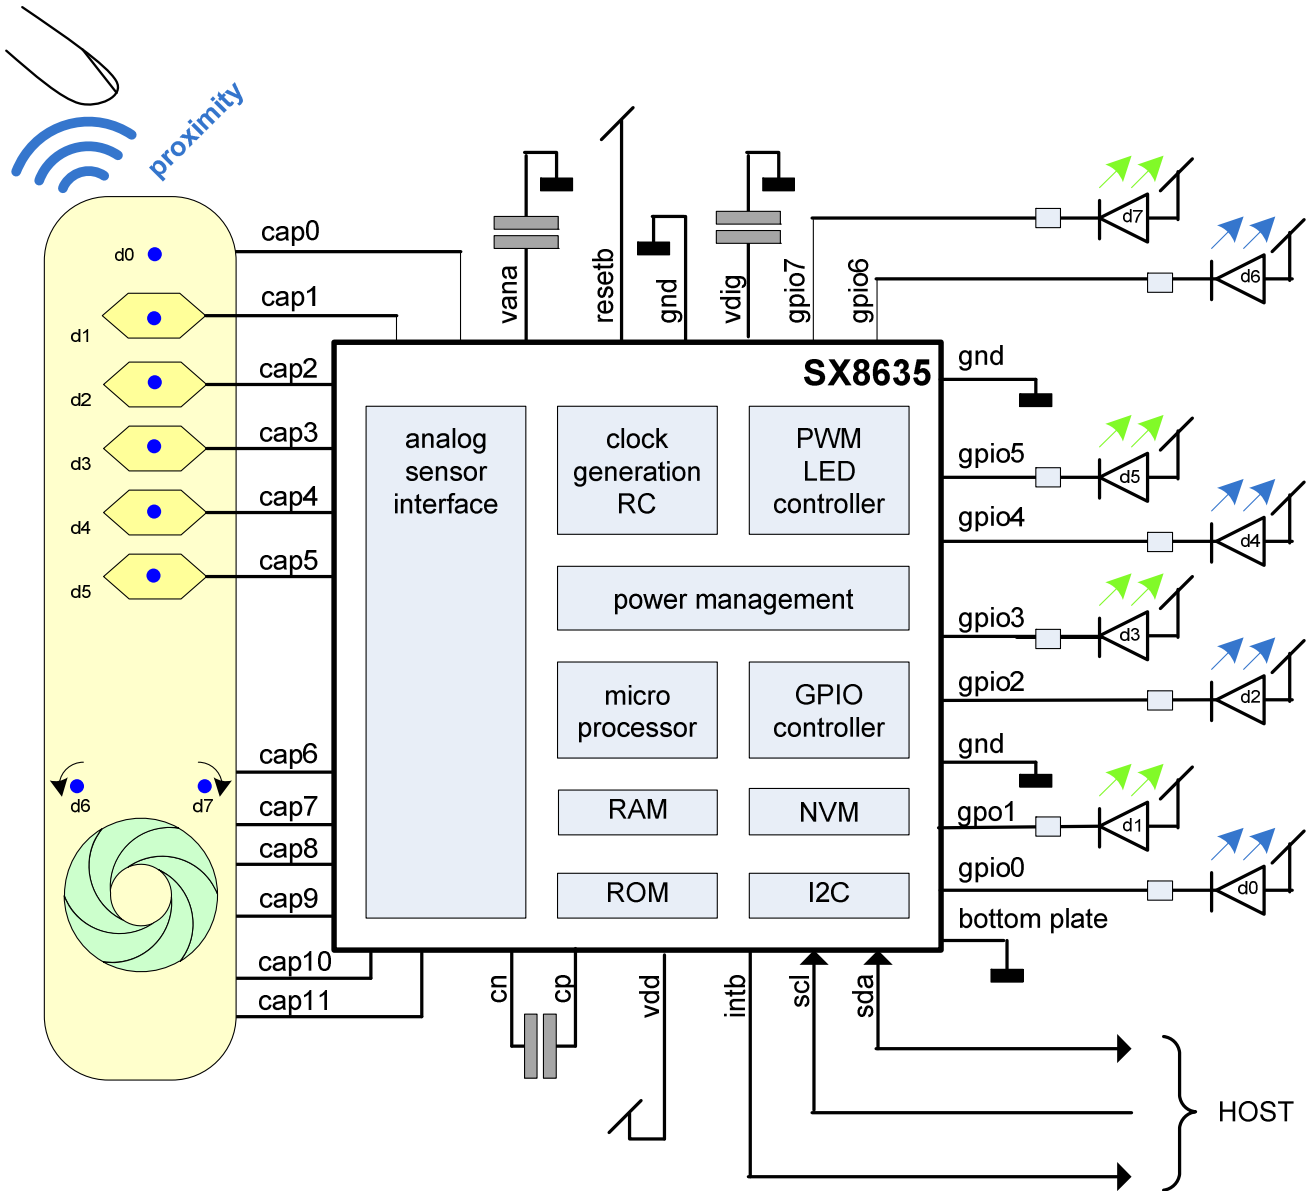 proximity
d0
d1
d2
d3
d4
d5
d6
d7
cap0
cap1
cap2
cap3
cap4
cap5
cap6
cap7
cap8
cap9
cap10
cap11
vana
resetb
gnd
vdig
gpio7
gpio6
SX8635
analog
sensor
interface
clock
generation
RC
PWM
LED
controller
power management
micro
processor
GPIO
controller
RAM
NVM
ROM
I2C
cn
cp
vdd
intb
scl
sda
gnd
gpio5
gpio4
gpio3
gpio2
gnd
gpo1
gpio0
bottom plate
d7
d6
d5
d4
d3
d2
d1
d0
HOST